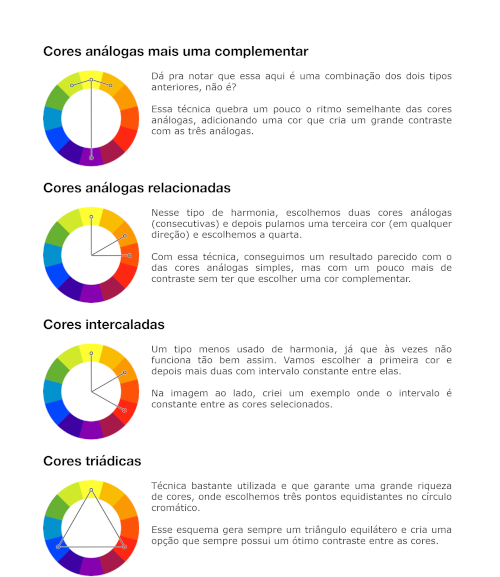 Cores análogas mais uma complementar
Dá pra notar que essa aqui é uma combinação dos dois tipos
anteriores, não é?
Essa técnica quebra um pouco o ritmo semelhante das cores
análogas, adicionando uma cor que cria um grande contraste
com as três análogas.
Cores análogas relacionadas
Nesse tipo de harmonia, escolhemos duas cores análogas
(consecutivas) e depois pulamos uma terceira cor (em qualquer
direção) e escolhemos a quarta.
Com essa técnica, conseguimos um resultado parecido com o
das cores análogas simples, mas com um pouco mais de
contraste sem ter que escolher uma cor complementar.
Cores intercaladas
Um tipo menos usado de harmonia, já que às vezes não
funciona tão bem assim. Vamos escolher a primeira cor e
depois mais duas com intervalo constante entre elas.
Na imagem ao lado, criei um exemplo onde o intervalo é
constante entre as cores selecionados.
Cores triádicas
Técnica bastante utilizada e que garante uma grande riqueza
de cores, onde escolhemos três pontos equidistantes no círculo
cromático.
Esse esquema gera sempre um triângulo equilátero e cria uma
opção que sempre possui um ótimo contraste entre as cores.